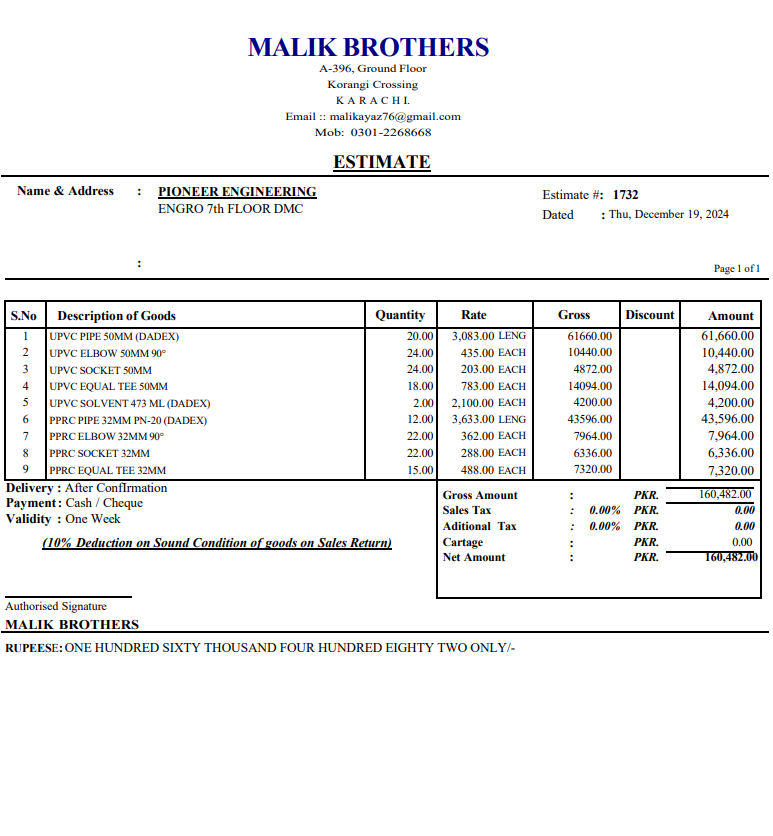 MALIK BROTHERS
A-396, Ground Floor
Korangi Crossing
K A R A C H I.
Email :: malikayaz76@gmail.com
Mob: 0301-2268668
ESTIMATE
Name & Address : PIONEER ENGINEERING Estimate #: 1732
ENGRO 7th FLOOR DMC Dated : Thu, December 19, 2024
:
Page 1 of 1
S.No Description of Goods Quantity Rate Gross Discount Amount
1 UPVC PIPE 50MM (DADEX) 20.00 3,083.00 LENG 61660.00 61,660.00
2 UPVC ELBOW 50MM 90° 24.00 435.00 EACH 10440.00 10,440.00
3 UPVC SOCKET 50MM 24.00 203.00 EACH 4872.00 4,872.00
4 UPVC EQUAL TEE 50MM 18.00 783.00 EACH 14094.00 14,094.00
5 UPVC SOLVENT 473 ML (DADEX) 2.00 2,100.00 EACH 4200.00 4,200.00
6 PPRC PIPE 32MM PN-20 (DADEX) 12.00 3,633.00 LENG 43596.00 43,596.00
7 PPRC ELBOW 32MM 90° 22.00 362.00 EACH 7964.00 7,964.00
8 PPRC SOCKET 32MM 22.00 288.00 EACH 6336.00 6,336.00
9 PPRC EQUAL TEE 32MM 15.00 488.00 EACH 7320.00 7,320.00
Delivery : After ConfIrmation
Payment : Cash / Cheque
Validity : One Week
(10% Deduction on Sound Condition of goods on Sales Return)
Gross Amount : PKR. 160,482.00
Sales Tax : 0.00% PKR. 0.00
Aditional Tax : 0.00% PKR. 0.00
Cartage : PKR. 0.00
Net Amount : PKR. 160,482.00
Authorised Signature
MALIK BROTHERS
RUPEESE: ONE HUNDRED SIXTY THOUSAND FOUR HUNDRED EIGHTY TWO ONLY/-